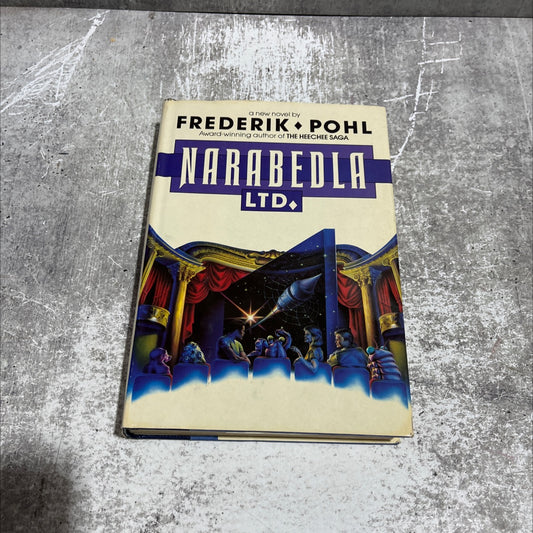 a new novel by
FREDERIK ♦ POHL
Award-winning author of THE HEECHEE SAGA
NARABEDLA
LTD♦